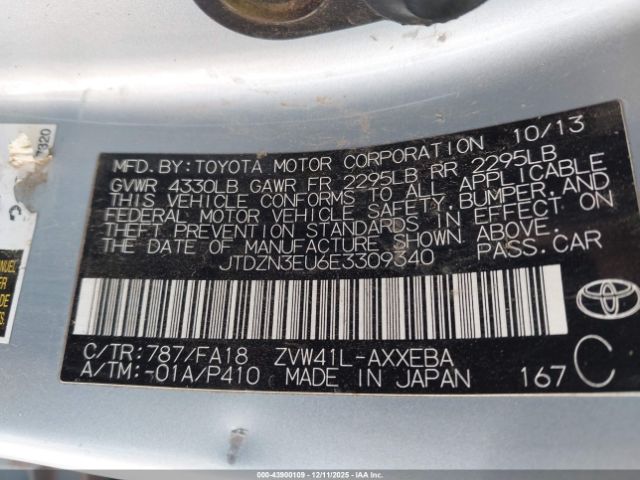 7320
10/13
MFD.BY:TOYOTA MOTOR CORPORATION
GVWR 4330LB GAWR FR 2295LB RR 2295LB
THIS VEHICLE CONFORMS TO ALL APPLICABLE
FEDERAL MOTOR VEHICLE SAFETY,BUMPER,AND
THEFT PREVENTION STANDARDS IN EFFECT ON
THE DATE OF MANUFACTURE SHOWN ABOVE.
JTDZN3EU6E3309340 PASS.CAR
C/TR:787/FA18 ZVW41L-AXXEBA
A/TM:-01A/P410 MADE IN JAPAN 167 C
TOYOTA
000-43900109 | 12/11/2025 - PUBLIC